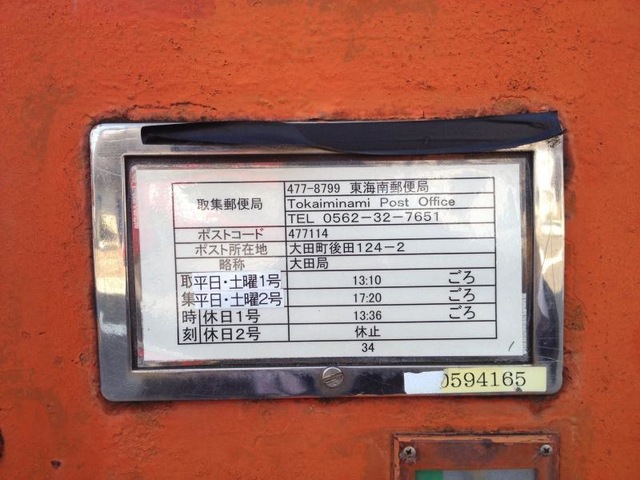 取集郵便局 477-8799 東海南郵便局
Tokaiminami Post Office
TEL 0562-32-7651
ポストコード 477114
ポスト所在地 大田町後田124-2
略称 大田局
取 平日・土曜1号 13:10 ごろ
集 平日・土曜2号 17:20 ごろ
時 休日1号 13:36 ごろ
刻 休日2号 休止
34
0594165